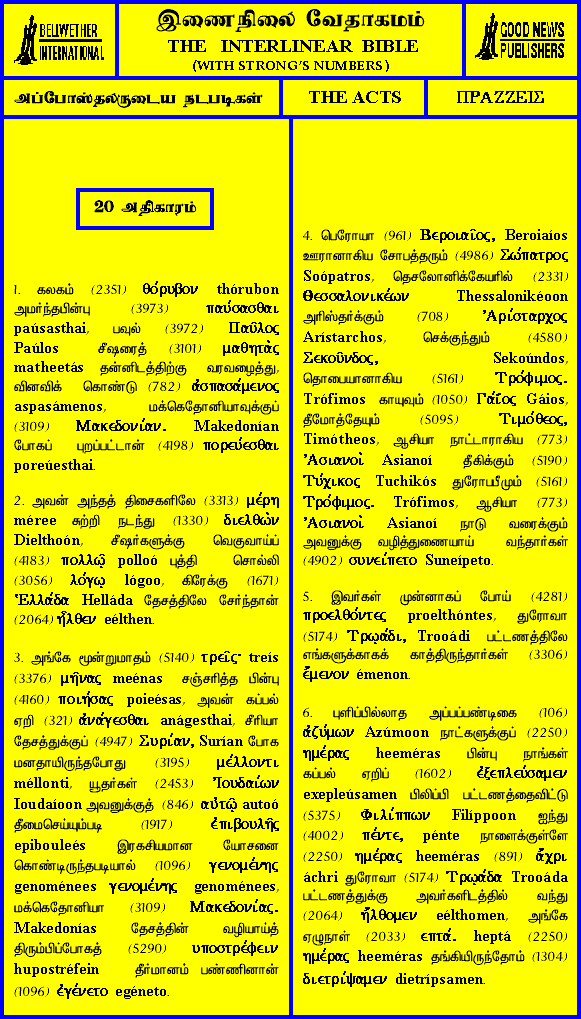 BELLWETHER
INTERNATIONAL
இணைநிலை வேதாகமம்
THE INTERLINEAR BIBLE
(WITH STRONG'S NUMBERS)
GOOD NEWS
PUBLISHERS
அப்போஸ்தலருடைய நடபடிகள்
THE ACTS
ΠΡΑΖΖΕΙΣ
20 அதிகாரம்
1. கலகம் (2351) θόρυβον thórubon
அமர்ந்தபின்பு (3973) παύσασθαι
paúsasthai, பவுல் (3972) Παῦλος
Paúlos சீஷரைத் (3101) μαθητὰς
matheetás தன்னிடத்திற்கு வரவழைத்து,
வினவிக் கொண்டு (782) ἀσπασάμενος
aspasámenos, மக்கெதோனியாவுக்குப்
(3109) Μακεδονίαν. Makedonían
போகப் புறப்பட்டான் (4198) πορεύεσθαι
poreúesthai.
2. அவன் அந்தத் திசைகளிலே (3313) μέρη
méree சுற்றி நடந்து (1330) διελθὼν
Dielthoón, சீஷர்களுக்கு வெகுவாய்ப்
(4183) πολλῷ polloó புத்தி சொல்லி
(3056) λόγῳ lógoo, கிரேக்கு (1671)
Ἑλλάδα Helláda தேசத்திலே சேர்ந்தான்
(2064) ἦλθεν eélthen.
3. அங்கே மூன்றுமாதம் (5140) τρεῖς· treís
(3376) μῆνας meénas சஞ்சரித்த பின்பு
(4160) ποιήσας poieésas, அவன் கப்பல்
ஏறி (321) ἀνάγεσθαι anágesthai, சீரியா
தேசத்துக்குப் (4947) Συρίαν, Surían போக
மனதாயிருந்தபோது (3195) μέλλοντι
méllonti, யூதர்கள் (2453) Ἰουδαίων
Ioudaíoon அவனுக்குத் (846) αὐτῷ autoó
தீமைசெய்யும்படி (1917) ἐπιβουλῆς
epibouleés இரகசியமான யோசனை
கொண்டிருந்தபடியால் (1096) γενομένης
genoménees γενομένης genoménees,
மக்கெதோனியா (3109) Μακεδονίας.
Makedonías தேசத்தின் வழியாய்த்
திரும்பிப்போகத் (5290) υποστρέφειν
hupostréfein தீர்மானம் பண்ணினான்
(1096) ἐγένετο egéneto.
4. பெரோயா (961) Βεροιαῖος, Beroiaíos
ஊரானாகிய சோபத்தரும் (4986) Σώπατρος
Soópatros, தெசலோனிக்கேயரில் (2331)
Θεσσαλονικέων Thessalonikéoon
அரிஸ்தர்க்கும் (708) Ἀρίσταρχος
Arístarchos, செக்குந்தும் (4580)
Σεκοῦνδος, Sekoúndos,
தொபையானாகிய (5161) Τρόφιμος.
Trófimos காயுவும் (1050) Γάϊος Gáios,
தீமோத்தேயும் (5095) Τιμόθεος,
Timótheos, ஆசியா நாட்டாராகிய (773)
Ἀσιανοὶ Asianoí தீகிக்கும் (5190)
Τύχικος Tuchikós துரோபீமும் (5161)
Τρόφιμος. Trófimos, ஆசியா (773)
Ἀσιανοὶ Asianoí நாடு வரைக்கும்
அவனுக்கு வழித்துணையாய் வந்தார்கள்
(4902) συνείπετο Suneípeto.
5. இவர்கள் முன்னாகப் போய் (4281)
προελθόντες proelthóntes, துரோவா
(5174) Τρῳάδι, Trooádi பட்டணத்திலே
எங்களுக்காகக் காத்திருந்தார்கள் (3306)
ἔμενον émenon.
6. புளிப்பில்லாத அப்பப்பண்டிகை (106)
ἀζύμων Azúmoon நாட்களுக்குப் (2250)
ημέρας heeméras பின்பு நாங்கள்
கப்பல் ஏறிப் (1602) ἐξεπλεύσαμεν
exepleúsamen பிலிப்பி பட்டணத்தைவிட்டு
(5375) Φιλίππων Filíppoon ஐந்து
(4002) πέντε, pénte நாளைக்குள்ளே
(2250) ημέρας heeméras (891) ἄχρι
áchri துரோவா (5174) Τρῳάδα Trooáda
பட்டணத்துக்கு அவர்களிடத்தில் வந்து
(2064) ἤλθομεν eélthomen, அங்கே
ஏழுநாள் (2033) επτά. heptá (2250)
ημέρας heeméras தங்கியிருந்தோம் (1304)
διετρίψαμεν dietrípsamen.